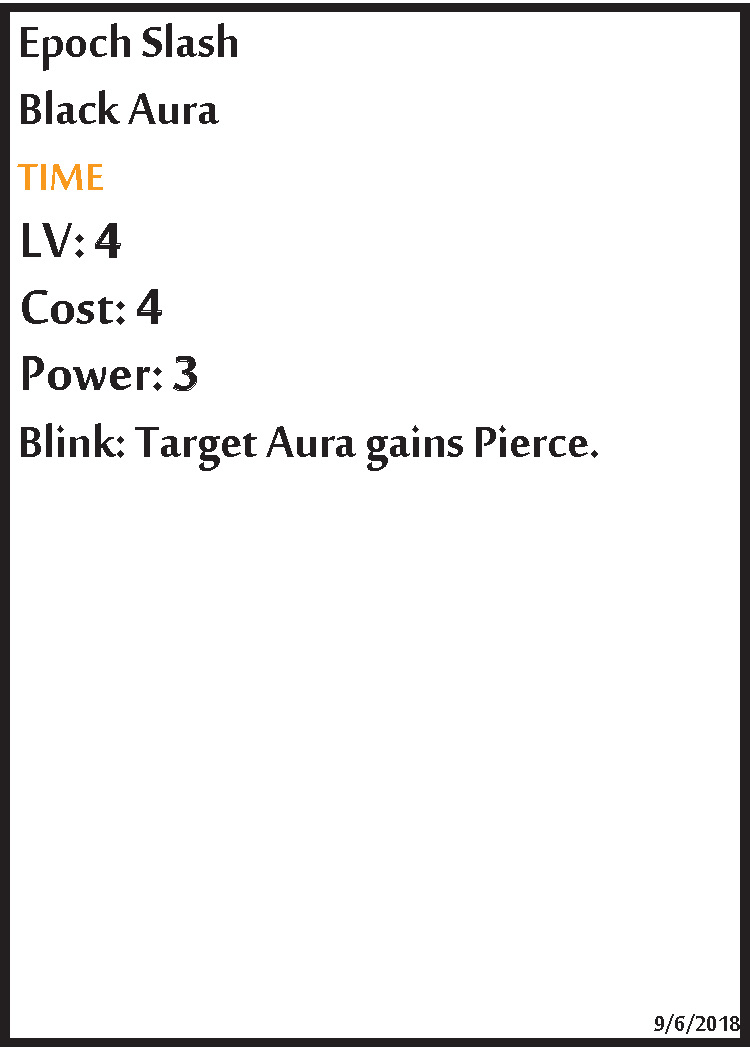 Epoch Slash
Black Aura
TIME
LV: 4
Cost: 4
Power: 3
Blink: Target Aura gains Pierce.
9/6/2018